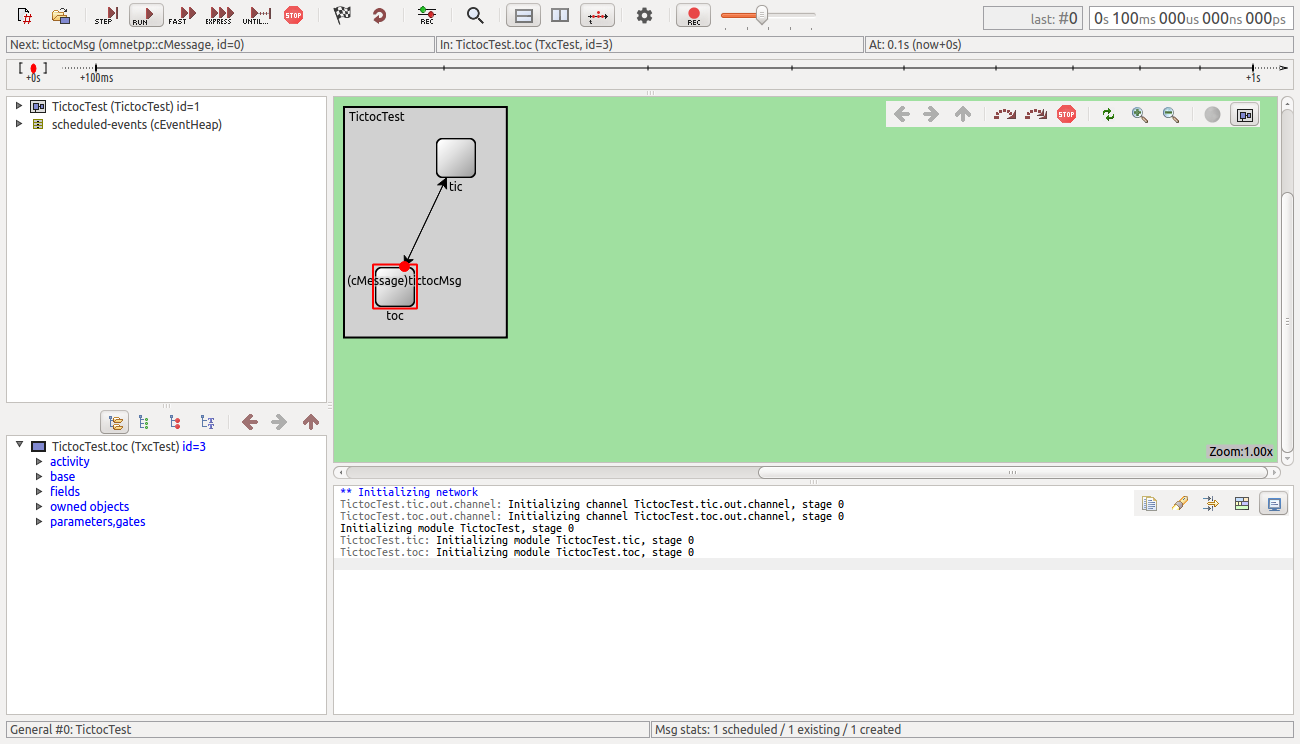 STEP RUN FAST EXPRESS UNTIL... STOP REC REC last: #0 0s 100ms 000us 000ns 000ps
Next: tictocMsg (omnetpp::cMessage, id=0) In: TictocTest.toc (TxcTest, id=3) At: 0.1s (now+0s)
[ ]
+0s +100ms +1s
TictocTest (TictocTest) id=1
scheduled-events (cEventHeap)
TictocTest
STOP
tic
(cMessage)tictocMsg
toc
Zoom:1.00x
TictocTest.toc (TxcTest) id=3
activity
base
fields
owned objects
parameters,gates
** Initializing network
TictocTest.tic.out.channel: Initializing channel TictocTest.tic.out.channel, stage 0
TictocTest.toc.out.channel: Initializing channel TictocTest.toc.out.channel, stage 0
Initializing module TictocTest, stage 0
TictocTest.tic: Initializing module TictocTest.tic, stage 0
TictocTest.toc: Initializing module TictocTest.toc, stage 0
General #0: TictocTest Msg stats: 1 scheduled / 1 existing / 1 created